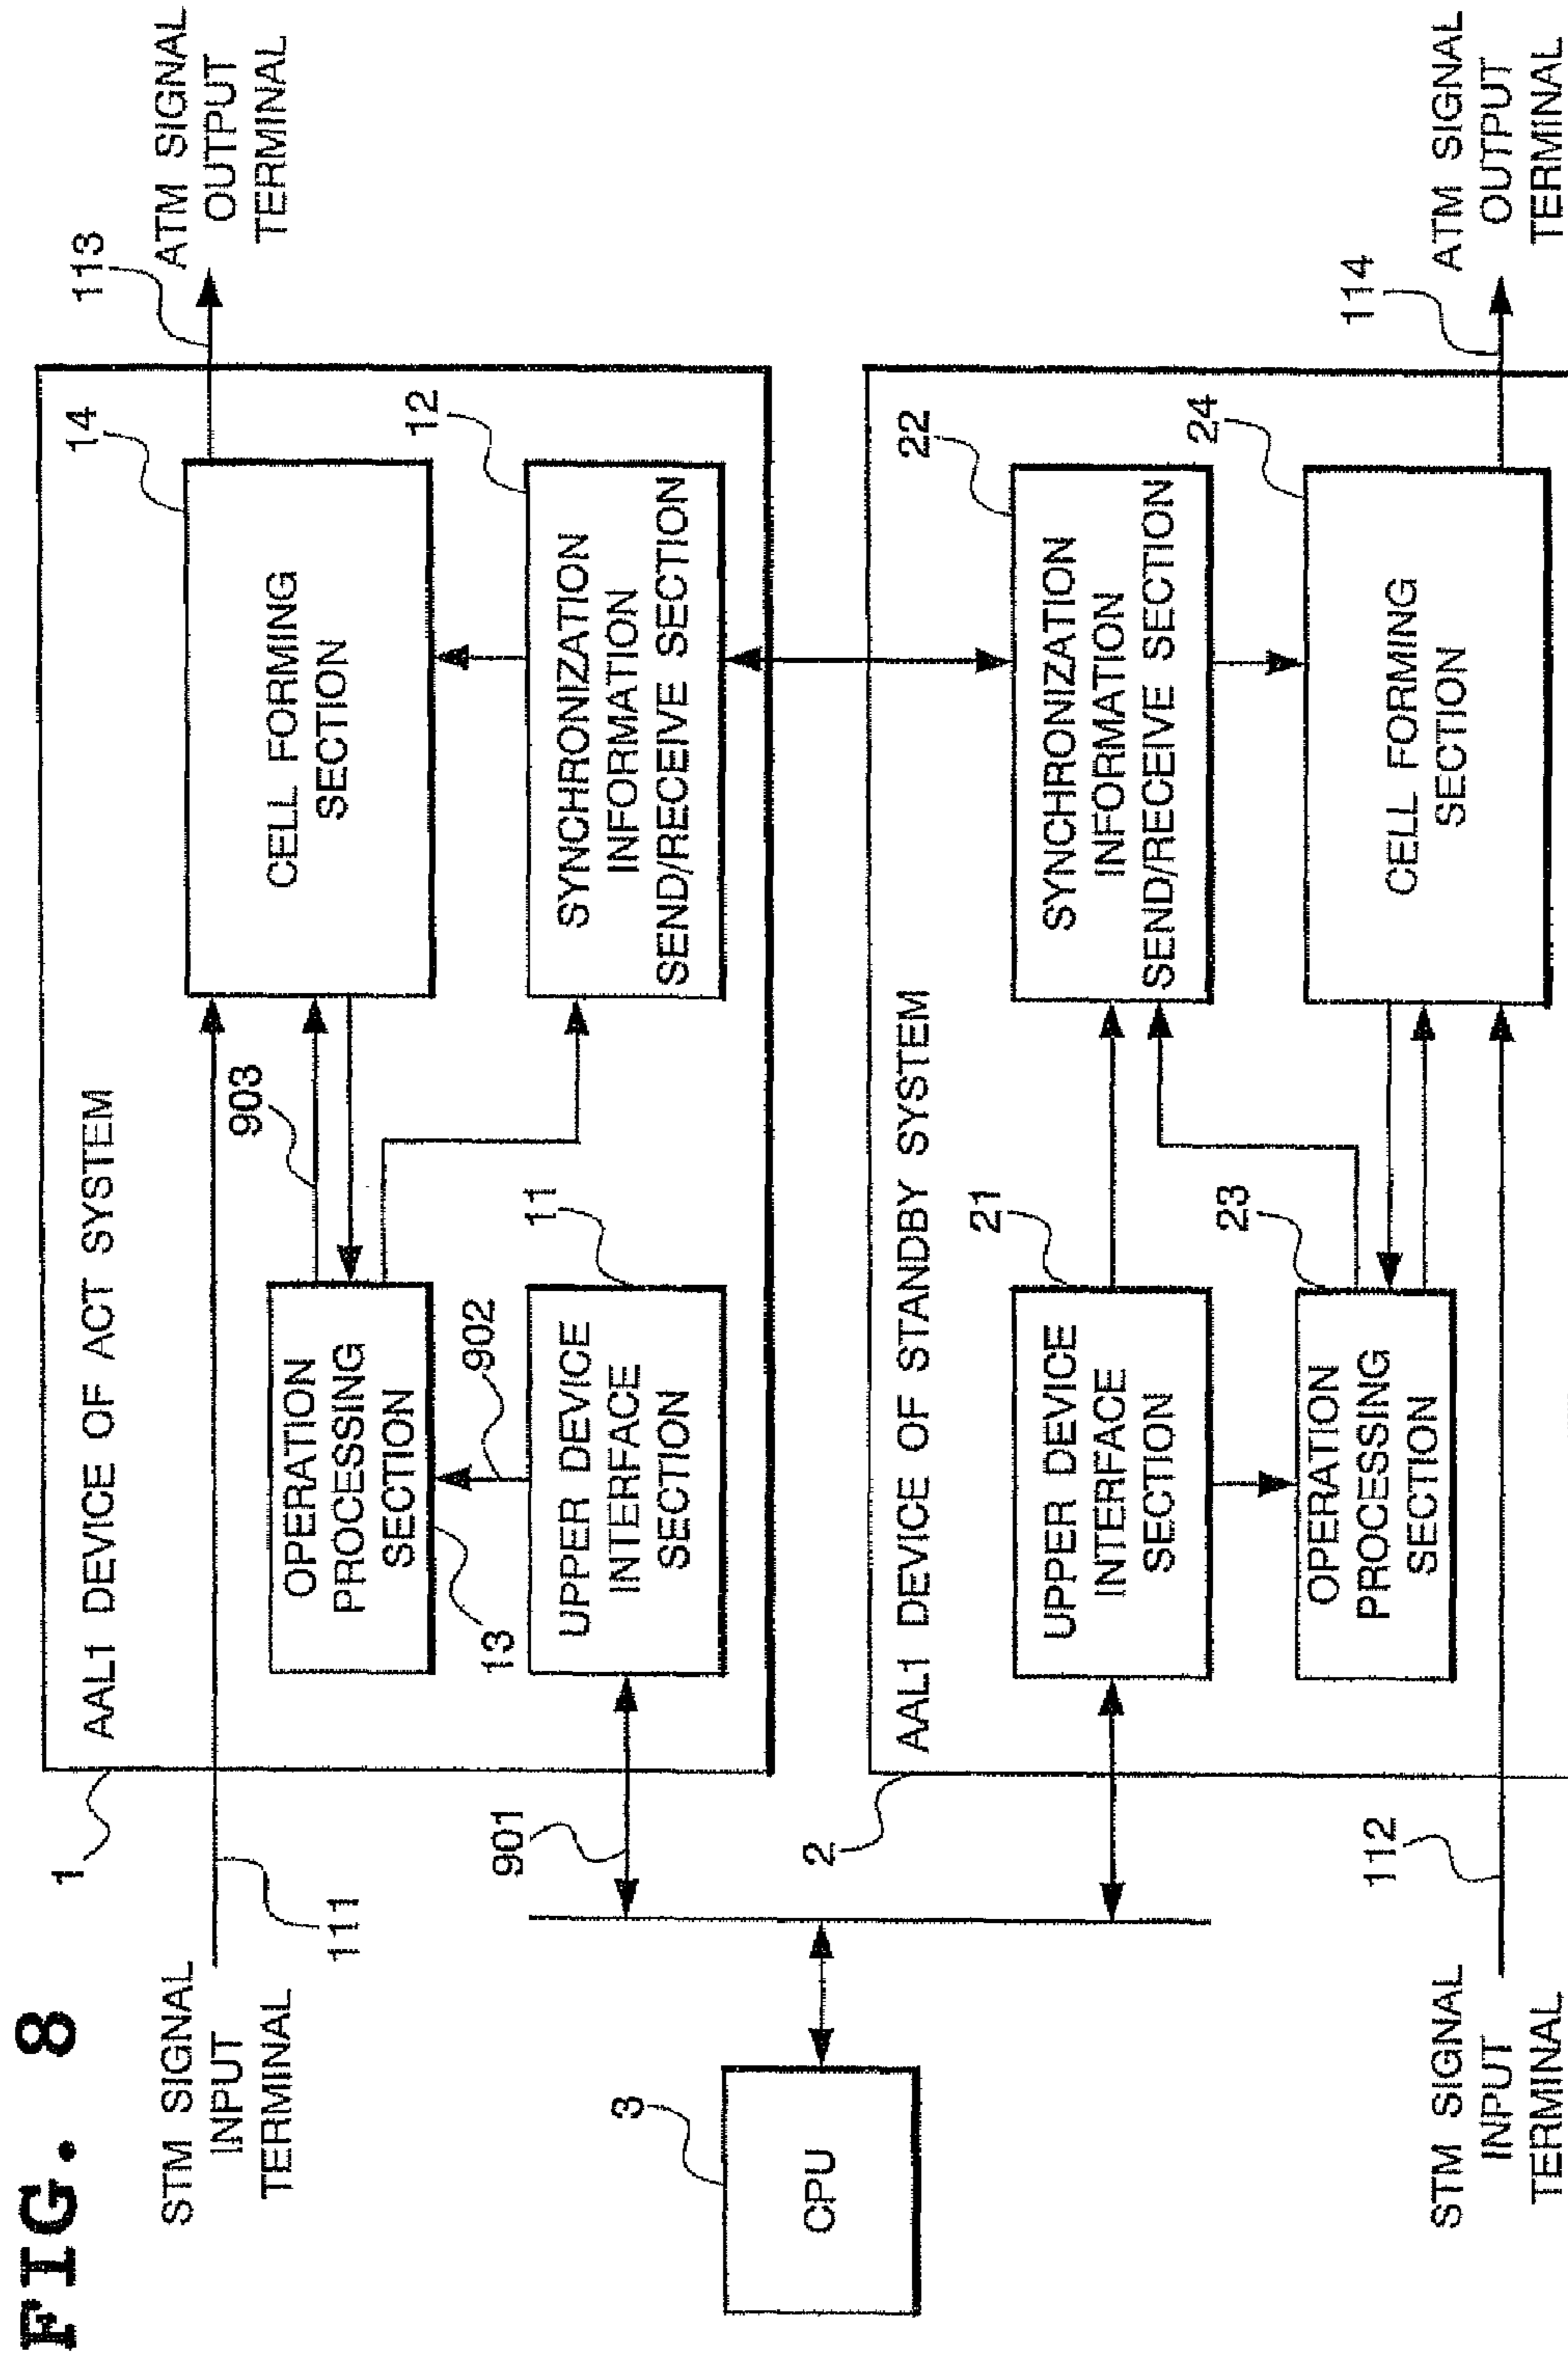 FIG. 8
STM SIGNAL
INPUT
TERMINAL
111
1
AAL1 DEVICE OF ACT SYSTEM
OPERATION
PROCESSING
SECTION
13
903
902
UPPER DEVICE
INTERFACE
SECTION
11
901
14
CELL FORMING
SECTION
12
SYNCHRONIZATION
INFORMATION
SEND/RECEIVE SECTION
113
ATM SIGNAL
OUTPUT
TERMINAL
3
CPU
2
AAL1 DEVICE OF STANDBY SYSTEM
21
UPPER DEVICE
INTERFACE
SECTION
23
OPERATION
PROCESSING
SECTION
22
SYNCHRONIZATION
INFORMATION
SEND/RECEIVE SECTION
24
CELL FORMING
SECTION
112
STM SIGNAL
INPUT
TERMINAL
114
ATM SIGNAL
OUTPUT
TERMINAL